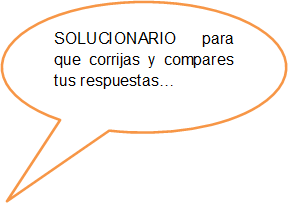 SOLUCIONARIO para
que corrijas y compares
tus respuestas...